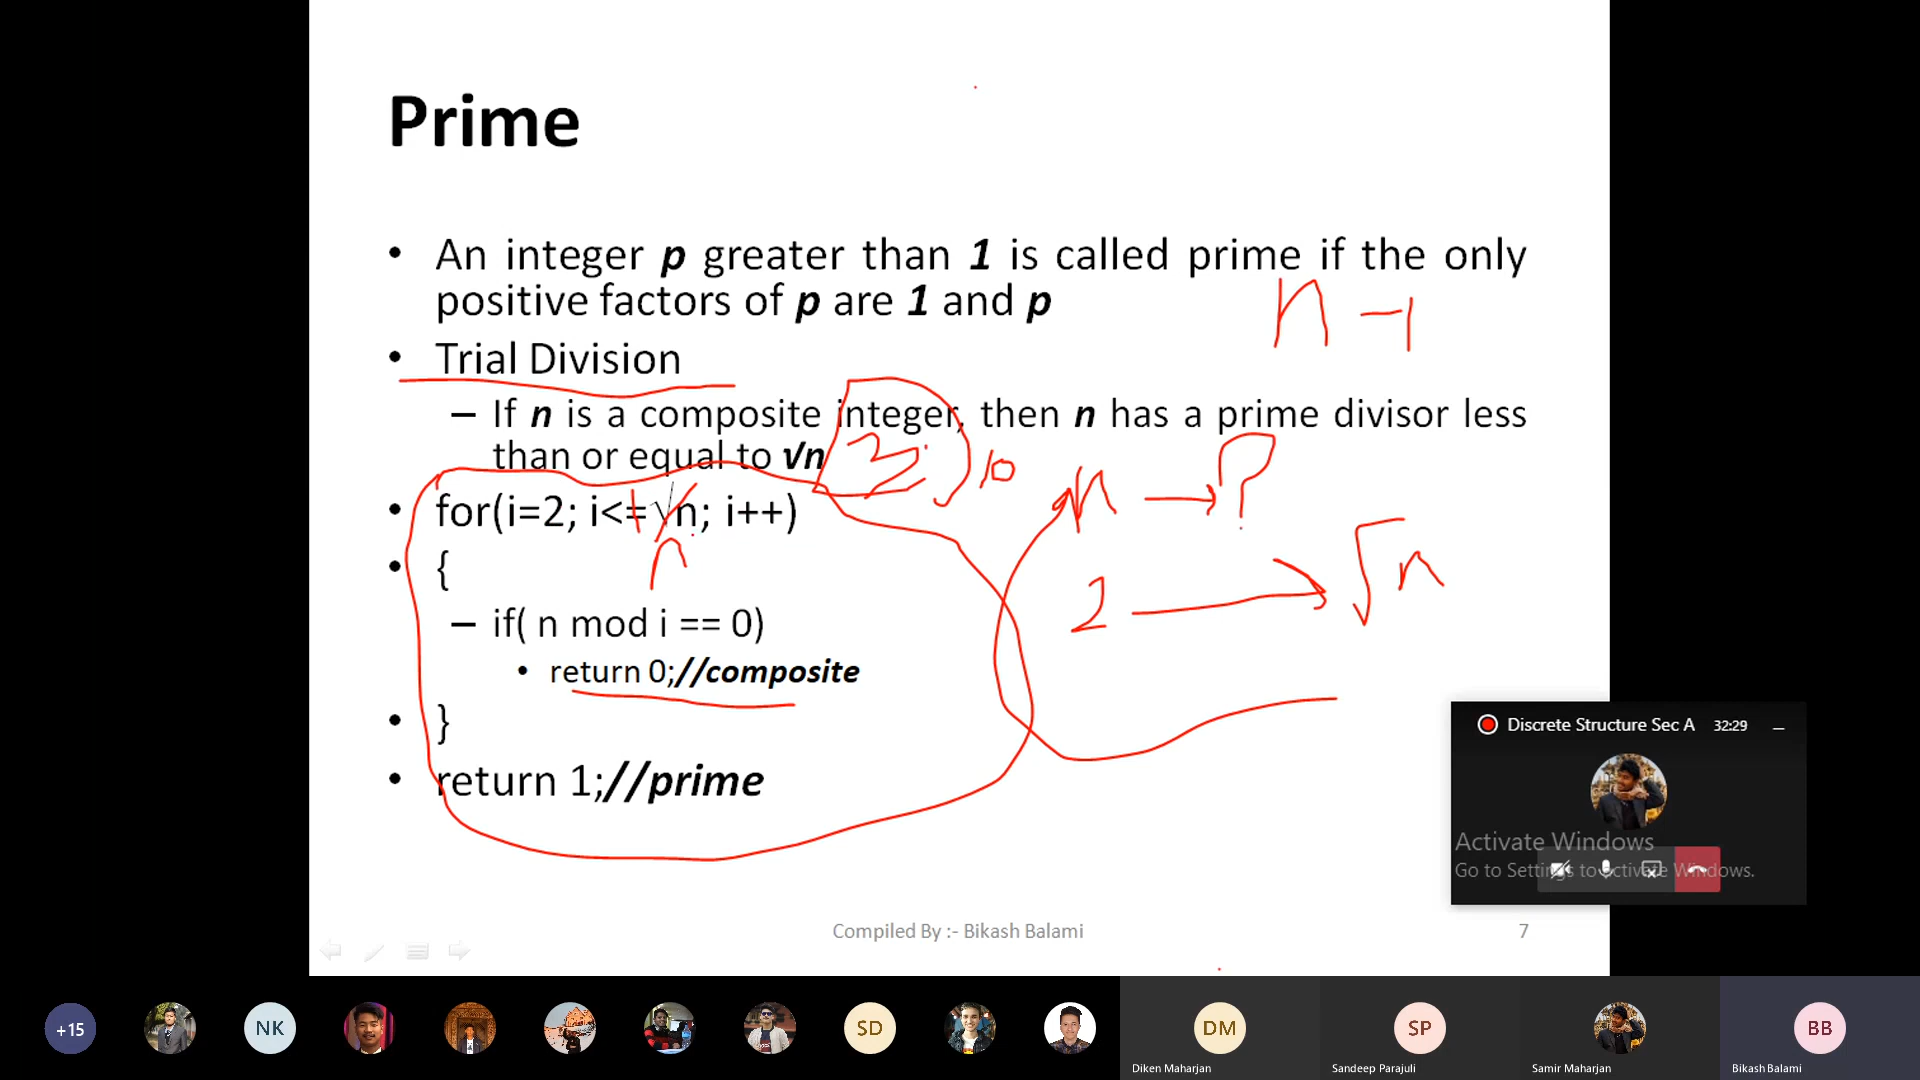 Prime
• An integer p greater than 1 is called prime if the only
positive factors of p are 1 and p
n -1
• Trial Division
– If n is a composite integer, then n has a prime divisor less
than or equal to √n
10
n → ?
• for(i=2; i<=√n; i++)
n
2 → √n
• {
– if( n mod i == 0)
• return 0;//composite
• }
• return 1;//prime
Discrete Structure Sec A 32:29
Activate Windows
Go to Settings to activate Windows.
Compiled By :- Bikash Balami
7
+15
NK
SD
DM
SP
BB
Diken Maharjan
Sandeep Parajuli
Samir Maharjan
Bikash Balami